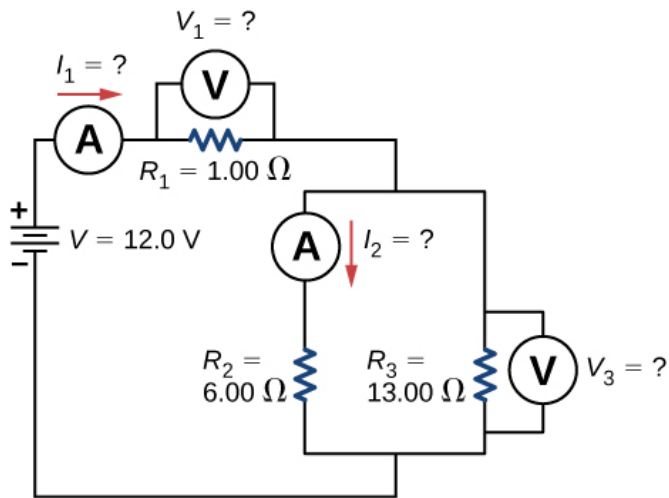 V₁ = ?
I₁ = ?
V
A
R₁ = 1.00 Ω
+
V = 12.0 V
−
A
I₂ = ?
R₂ =
6.00 Ω
R₃ =
13.00 Ω
V
V₃ = ?